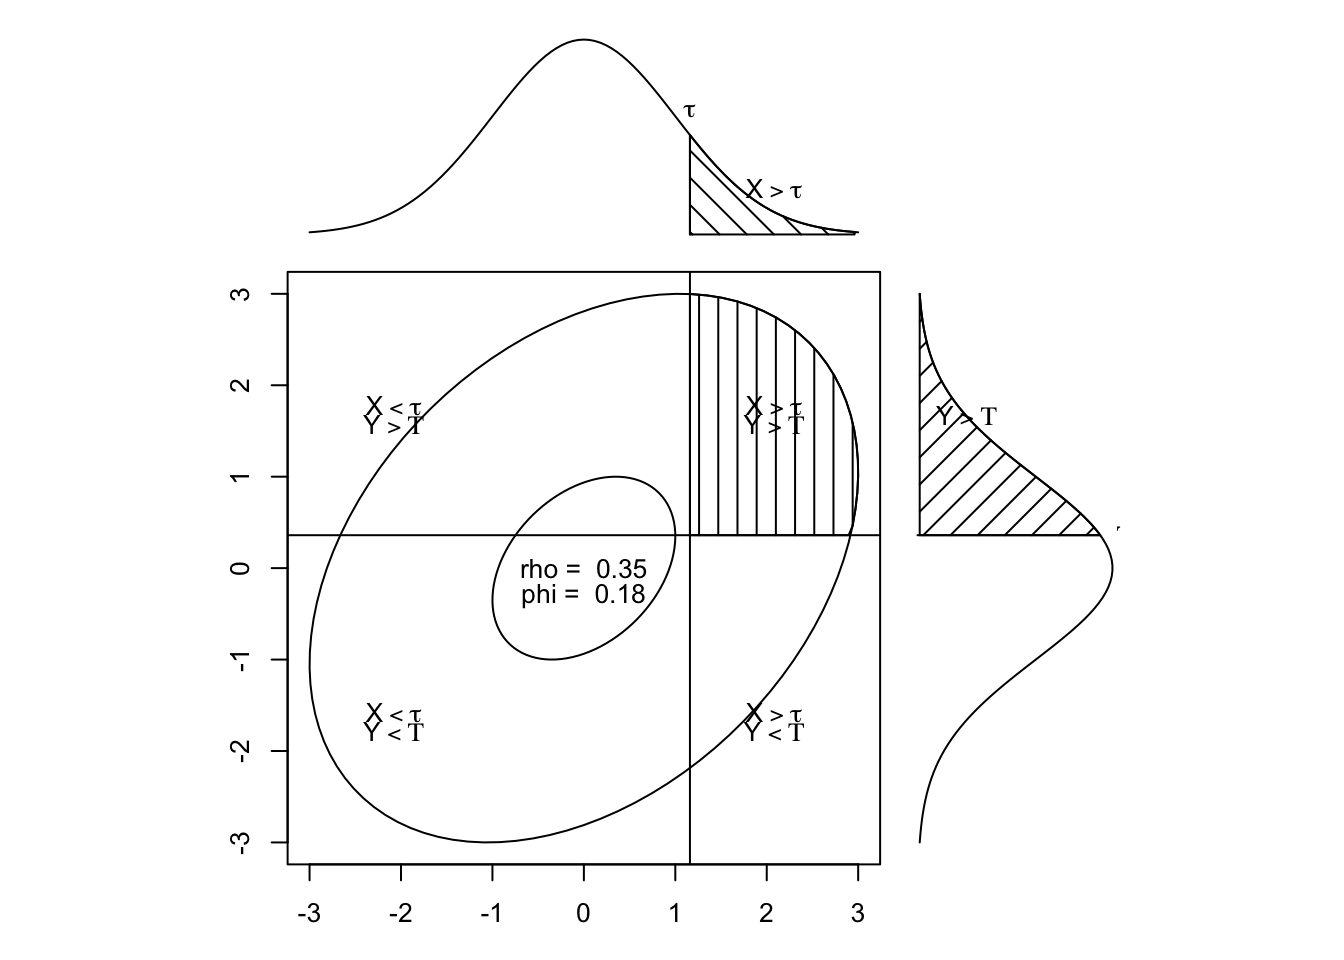 τ
X > τ
3
2
1
0
-1
-2
-3
X < τ
Y > Τ
X > τ
Y > Τ
Y > Τ
rho = 0.35
phi = 0.18
X < τ
Y < Τ
X > τ
Y < Τ
-3 -2 -1 0 1 2 3